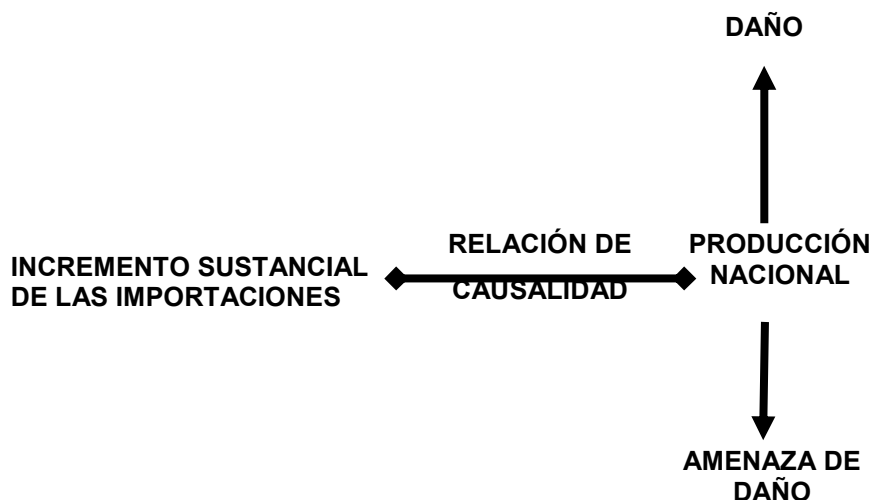 DAÑO
INCREMENTO SUSTANCIAL
DE LAS IMPORTACIONES
RELACIÓN DE
CAUSALIDAD
PRODUCCIÓN
NACIONAL
AMENAZA DE
DAÑO